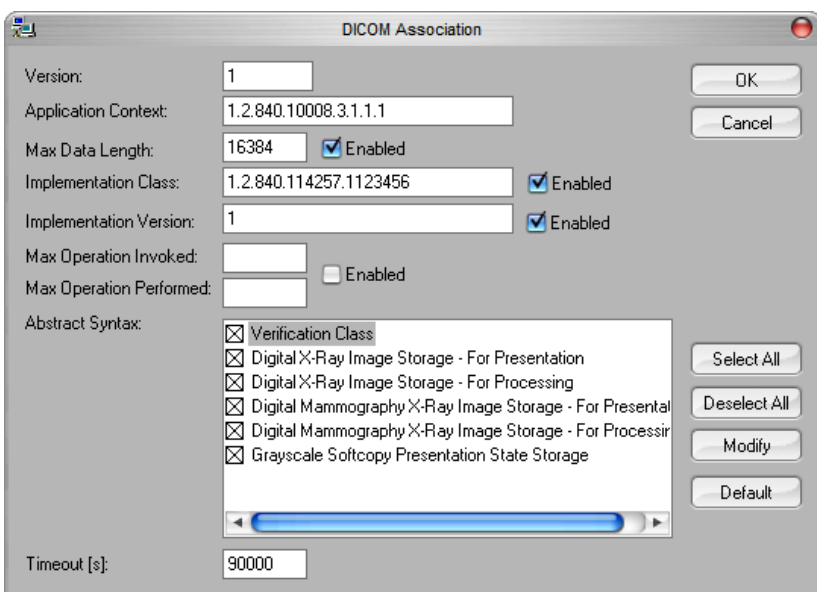 DICOM Association
Version: 1
OK
Application Context: 1.2.840.10008.3.1.1.1
Cancel
Max Data Length: 16384 Enabled
Implementation Class: 1.2.840.114257.1123456 Enabled
Implementation Version: 1 Enabled
Max Operation Invoked:
Enabled
Max Operation Performed:
Abstract Syntax:
Verification Class
Digital X-Ray Image Storage - For Presentation
Digital X-Ray Image Storage - For Processing
Digital Mammography X-Ray Image Storage - For Presentat
Digital Mammography X-Ray Image Storage - For Processin
Grayscale Softcopy Presentation State Storage
Select All
Deselect All
Modify
Default
Timeout [s]: 90000